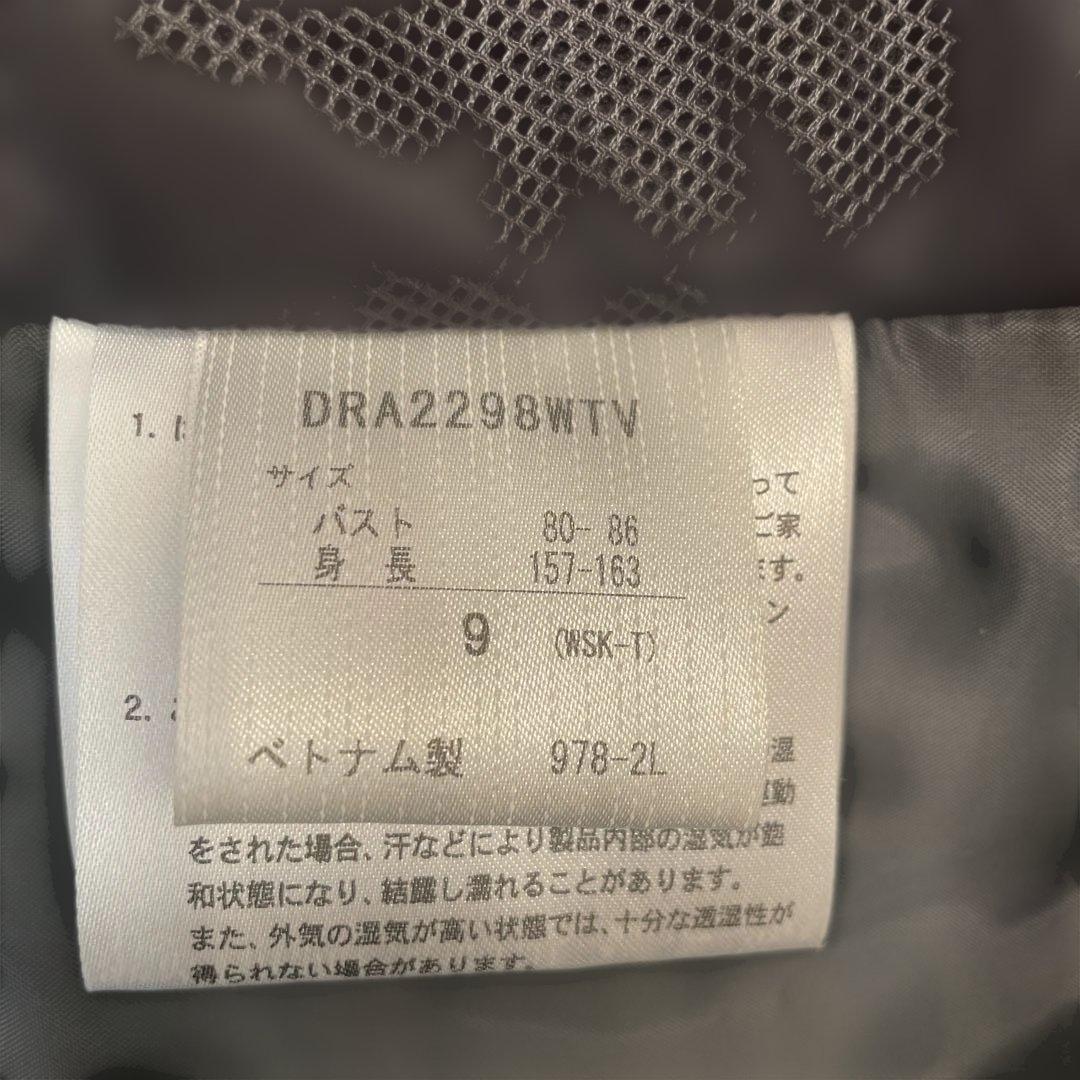 DRA2298WTV
サイズ
バスト 80- 86
身 長 157-163
9 (WSK-T)
ベトナム製 978-2L
1. は
って
ご家
ます。
ン
2.
湿
運動
をされた場合、汗などにより製品内部の湿気が飽
和状態になり、結露し濡れることがあります。
また、外気の湿気が高い状態では、十分な透湿性が
得られない場合があります。